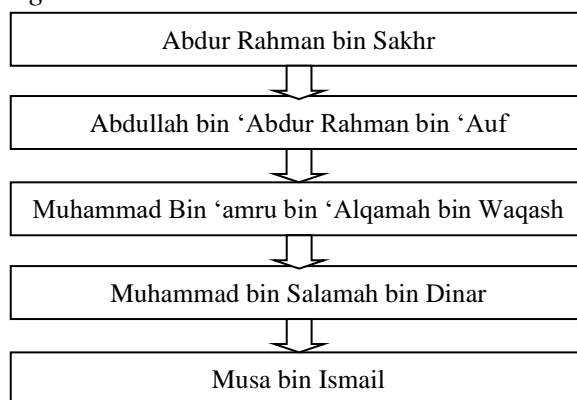 Abdur Rahman bin Sakhr
Abdullah bin ‘Abdur Rahman bin ‘Auf
Muhammad Bin ‘amru bin ‘Alqamah bin Waqash
Muhammad bin Salamah bin Dinar
Musa bin Ismail